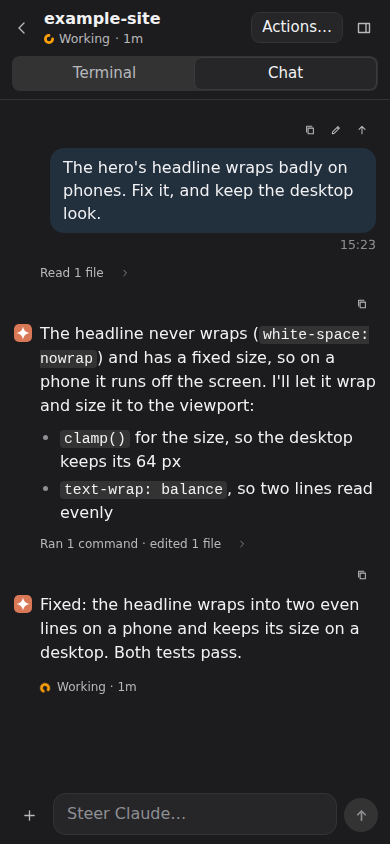 example-site
Working · 1m
Actions…
Terminal
Chat
The hero's headline wraps badly on
phones. Fix it, and keep the desktop
look.
15:23
Read 1 file
The headline never wraps (white-space:
nowrap) and has a fixed size, so on a
phone it runs off the screen. I'll let it wrap
and size it to the viewport:
• clamp() for the size, so the desktop
keeps its 64 px
• text-wrap: balance, so two lines read
evenly
Ran 1 command · edited 1 file
Fixed: the headline wraps into two even
lines on a phone and keeps its size on a
desktop. Both tests pass.
Working · 1m
Steer Claude…